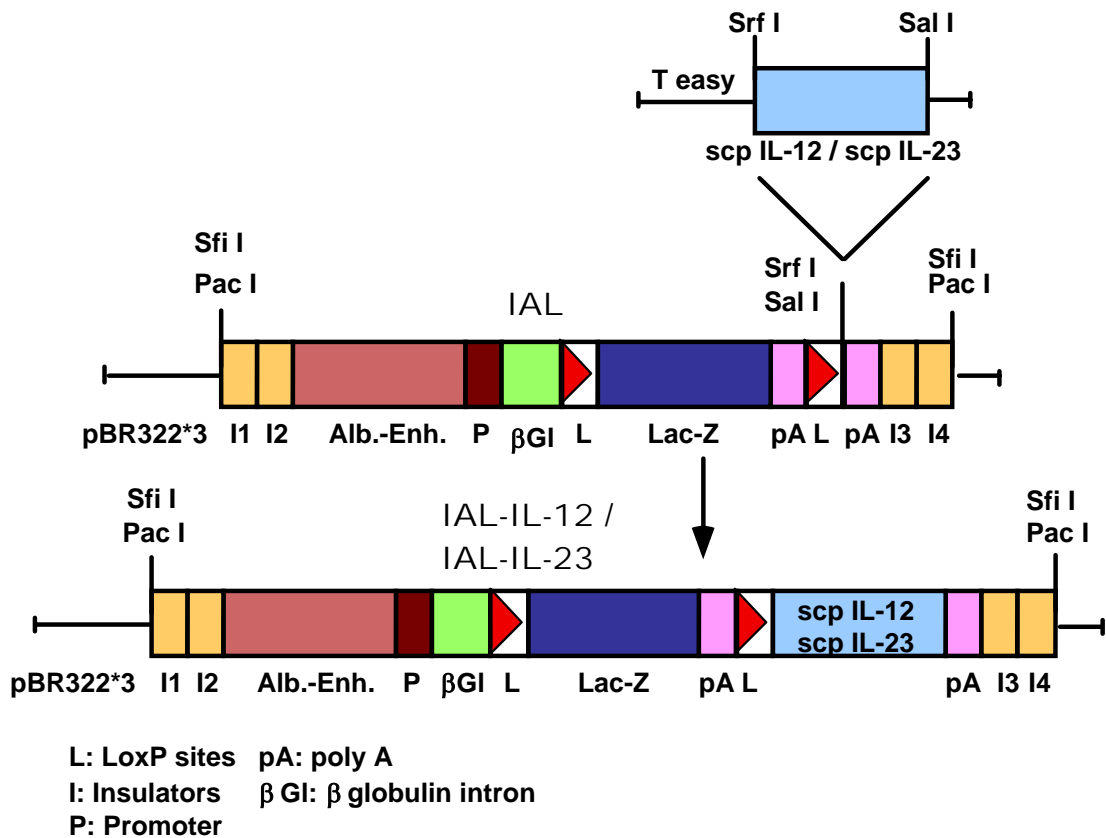 Srf I Sal I
T easy
scp IL-12 / scp IL-23
Sfi I
Pac I
IAL
Srf I
Sal I
Sfi I
Pac I
pBR322*3 I1 I2 Alb.-Enh. P βGI L Lac-Z pA L pA I3 I4
Sfi I
Pac I
IAL-IL-12 /
IAL-IL-23
Sfi I
Pac I
scp IL-12
scp IL-23
pBR322*3 I1 I2 Alb.-Enh. P βGI L Lac-Z pA L pA I3 I4
L: LoxP sites pA: poly A
I: Insulators β GI: β globulin intron
P: Promoter